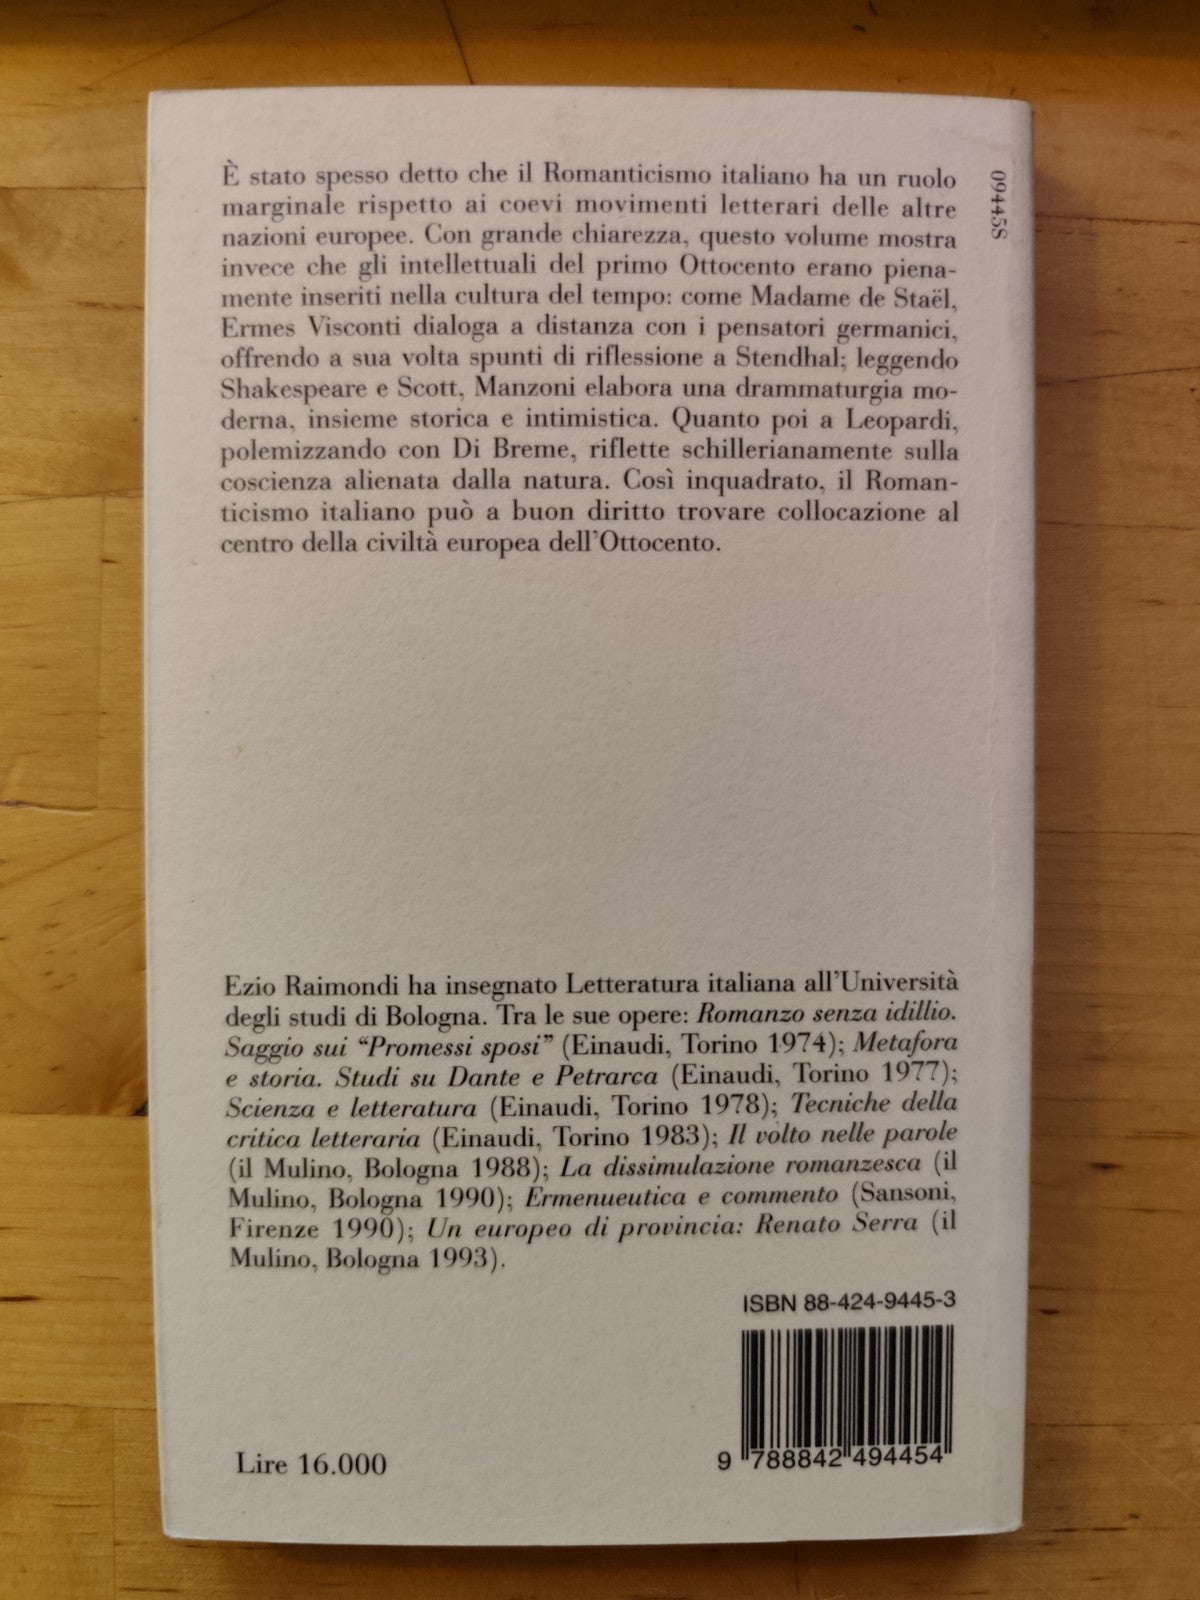 È stato spesso detto che il Romanticismo italiano ha un ruolo
marginale rispetto ai coevi movimenti letterari delle altre
nazioni europee. Con grande chiarezza, questo volume mostra
invece che gli intellettuali del primo Ottocento erano piena-
mente inseriti nella cultura del tempo: come Madame de Staël,
Ermes Visconti dialoga a distanza con i pensatori germanici,
offrendo a sua volta spunti di riflessione a Stendhal; leggendo
Shakespeare e Scott, Manzoni elabora una drammaturgia mo-
derna, insieme storica e intimistica. Quanto poi a Leopardi,
polemizzando con Di Breme, riflette schillerianamente sulla
coscienza alienata dalla natura. Così inquadrato, il Roman-
ticismo italiano può a buon diritto trovare collocazione al
centro della civiltà europea dell'Ottocento.
09445S
Ezio Raimondi ha insegnato Letteratura italiana all'Università
degli studi di Bologna. Tra le sue opere: Romanzo senza idillio.
Saggio sui “Promessi sposi” (Einaudi, Torino 1974); Metafora
e storia. Studi su Dante e Petrarca (Einaudi, Torino 1977);
Scienza e letteratura (Einaudi, Torino 1978); Tecniche della
critica letteraria (Einaudi, Torino 1983); Il volto nelle parole
(il Mulino, Bologna 1988); La dissimulazione romanzesca (il
Mulino, Bologna 1990); Ermenueutica e commento (Sansoni,
Firenze 1990); Un europeo di provincia: Renato Serra (il
Mulino, Bologna 1993).
ISBN 88-424-9445-3
9 788842 494454
Lire 16.000